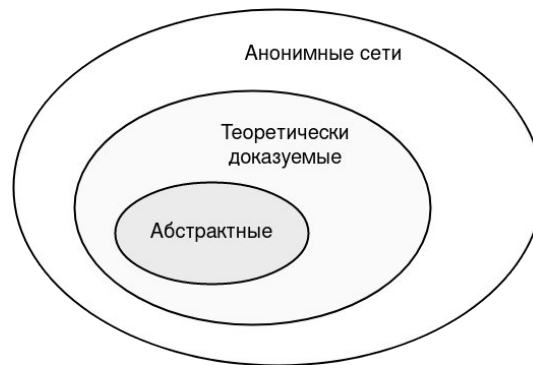 Анонимные сети
Теоретически
доказуемые
Абстрактные